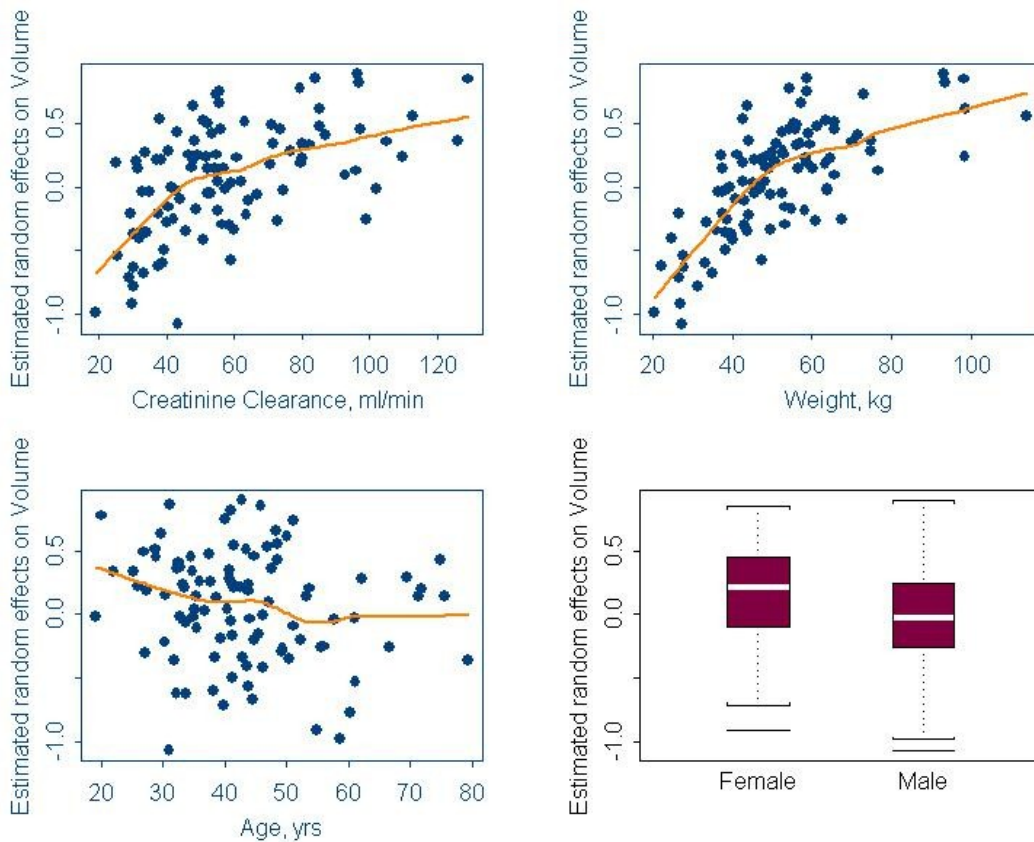 Estimated random effects on Volume
0.5
0.0
-1.0
20 40 60 80 100 120
Creatinine Clearance, ml/min
Estimated random effects on Volume
0.5
0.0
-1.0
20 40 60 80 100
Weight, kg
Estimated random effects on Volume
0.5
0.0
-1.0
20 30 40 50 60 70 80
Age, yrs
Estimated random effects on Volume
0.5
0.0
-1.0
Female Male